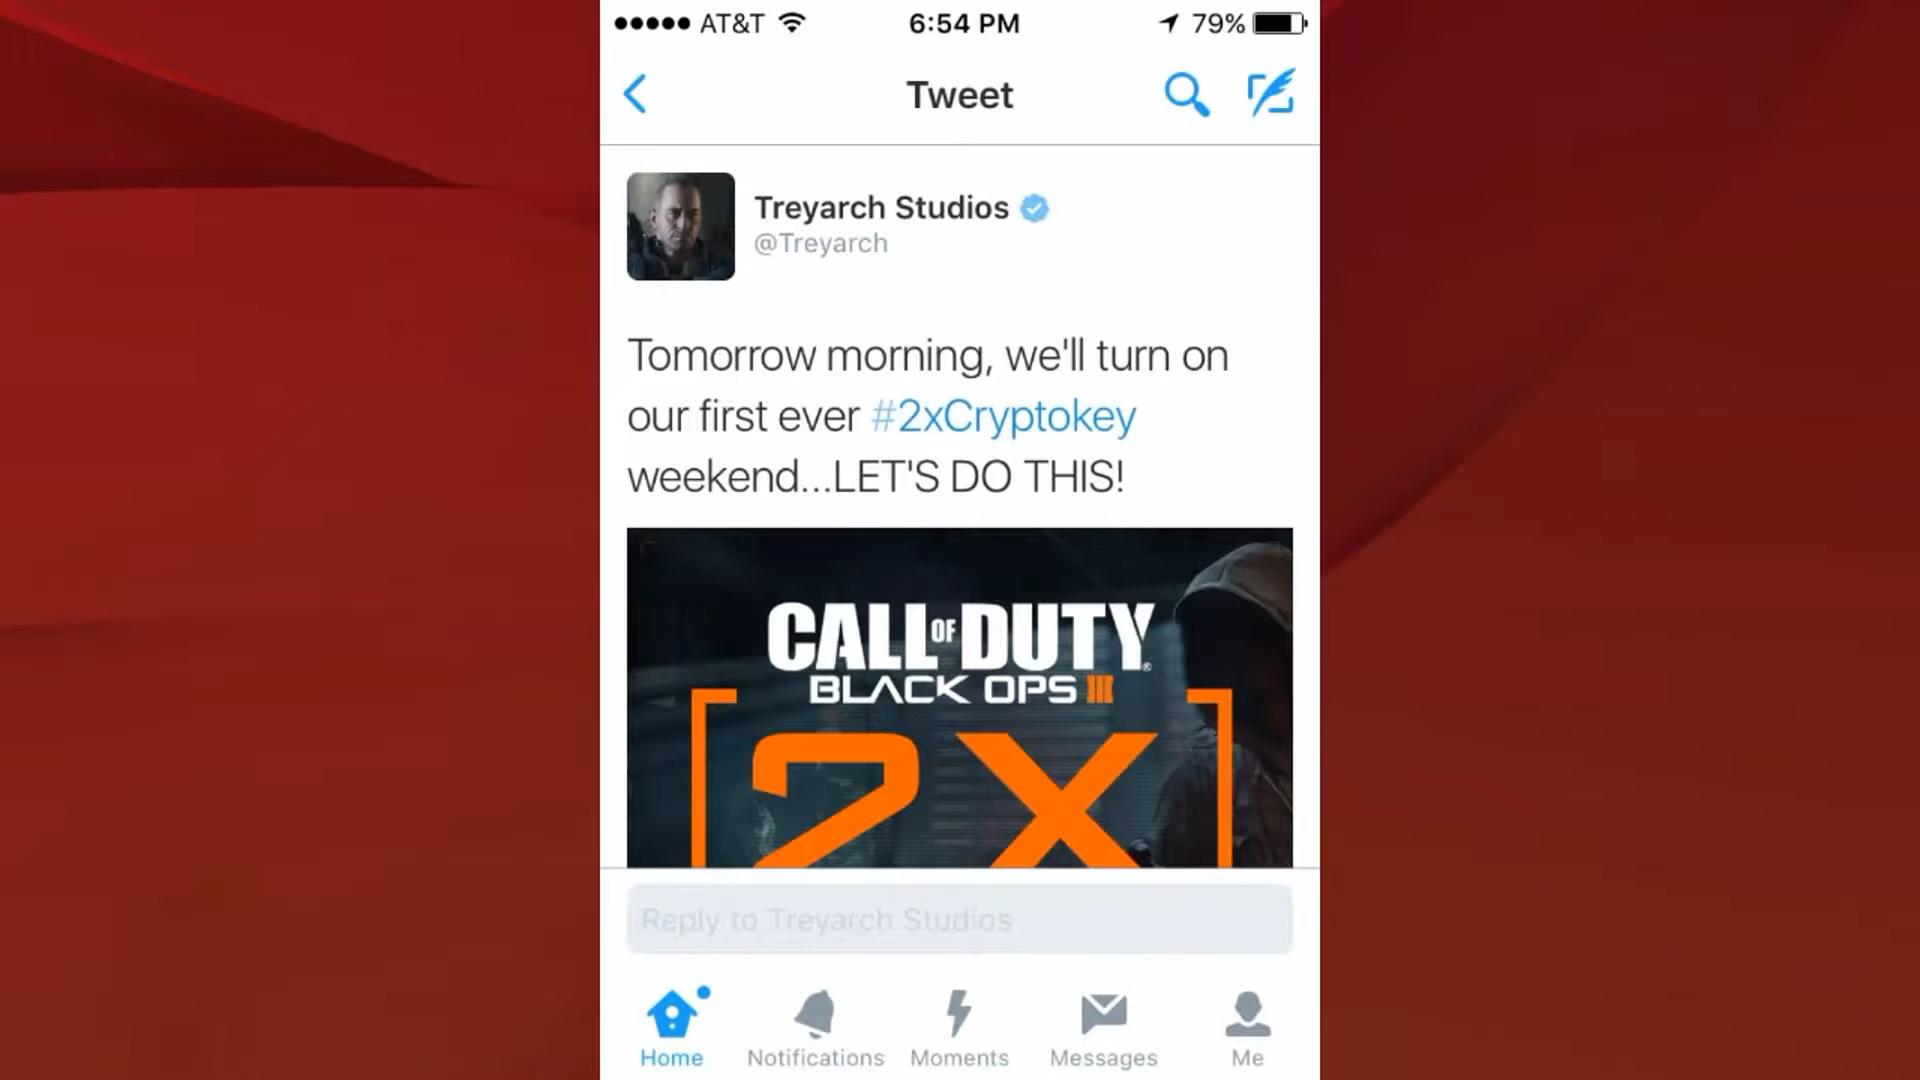 AT&T 6:54 PM 79%
Tweet
Treyarch Studios
@Treyarch
Tomorrow morning, we'll turn on
our first ever #2xCryptokey
weekend...LET'S DO THIS!
CALL OF DUTY®
BLACK OPS III
2X
Reply to Treyarch Studios
Home Notifications Moments Messages Me